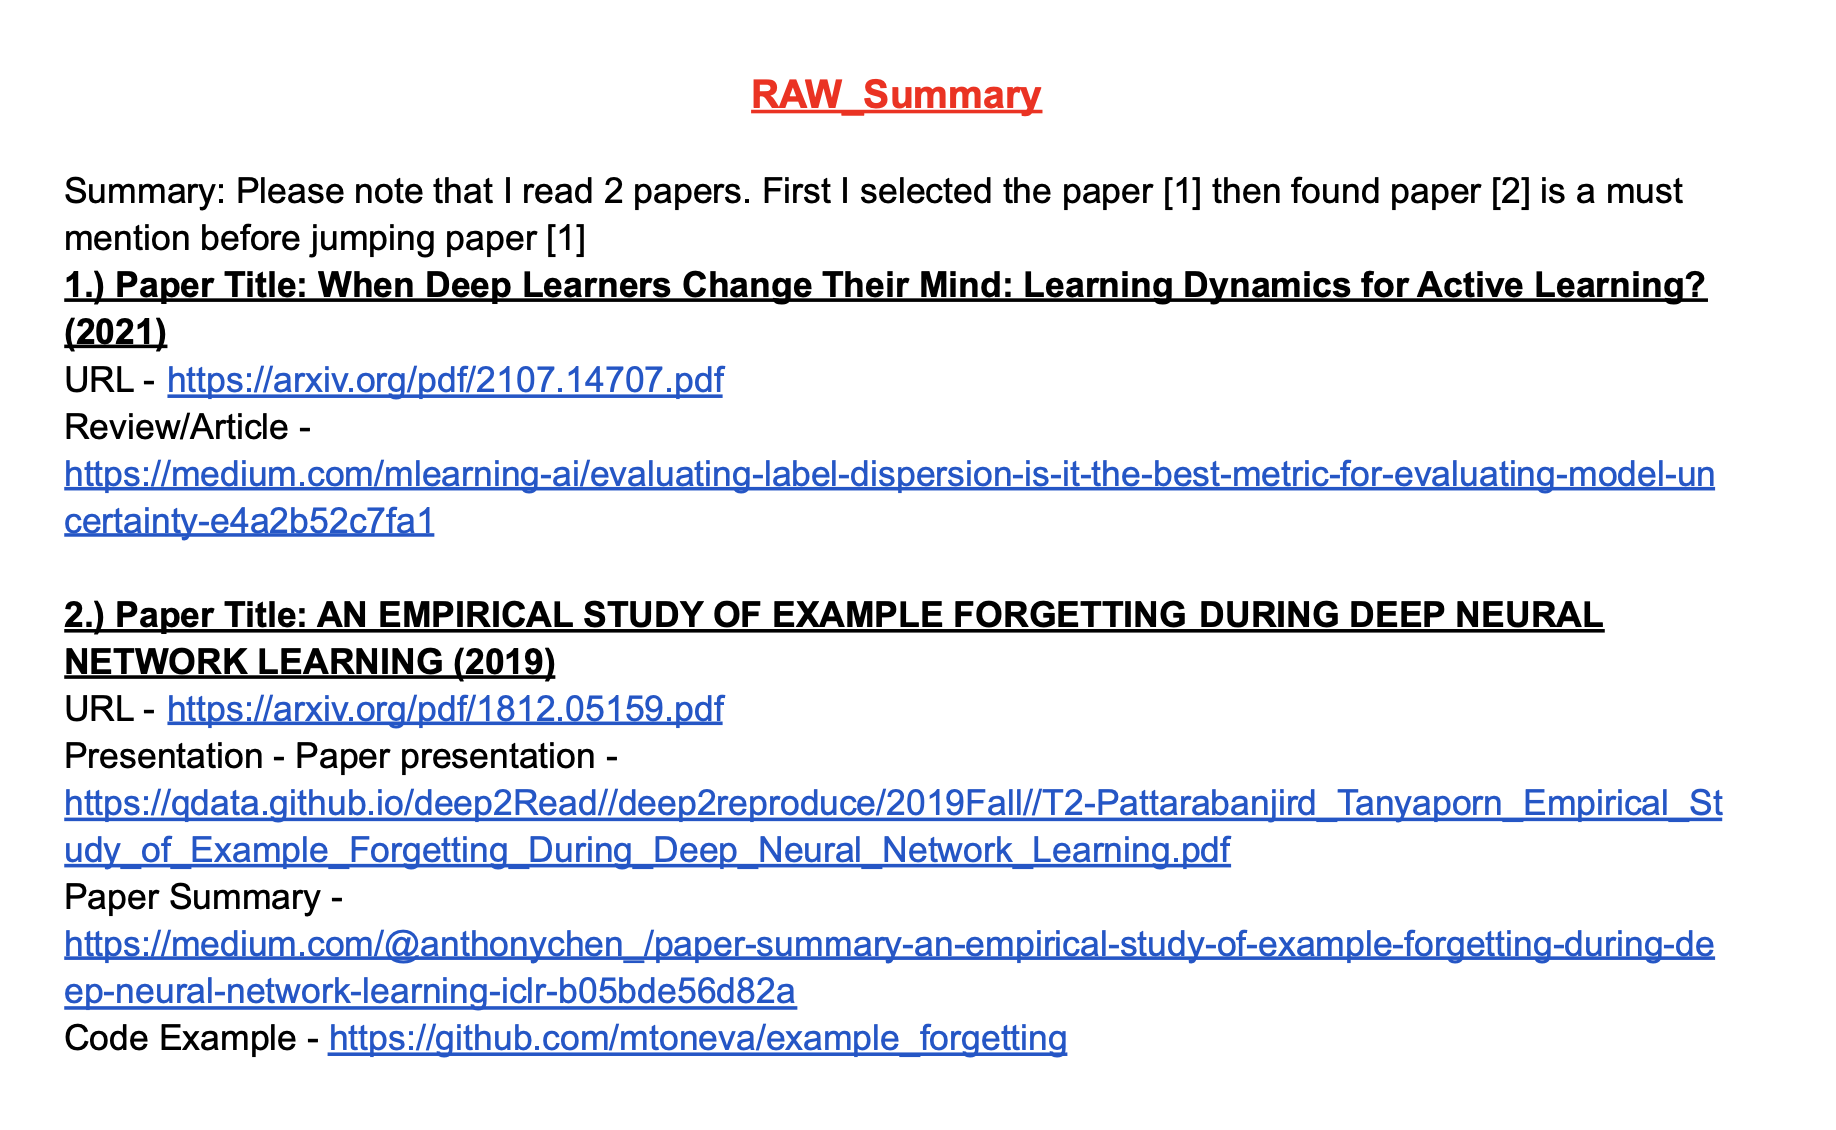 RAW_Summary
Summary: Please note that I read 2 papers. First I selected the paper [1] then found paper [2] is a must
mention before jumping paper [1]
1.) Paper Title: When Deep Learners Change Their Mind: Learning Dynamics for Active Learning?
(2021)
URL - https://arxiv.org/pdf/2107.14707.pdf
Review/Article -
https://medium.com/mlearning-ai/evaluating-label-dispersion-is-it-the-best-metric-for-evaluating-model-un
certainty-e4a2b52c7fa1
2.) Paper Title: AN EMPIRICAL STUDY OF EXAMPLE FORGETTING DURING DEEP NEURAL
NETWORK LEARNING (2019)
URL - https://arxiv.org/pdf/1812.05159.pdf
Presentation - Paper presentation -
https://qdata.github.io/deep2Read//deep2reproduce/2019Fall//T2-Pattarabanjird_Tanyaporn_Empirical_St
udy_of_Example_Forgetting_During_Deep_Neural_Network_Learning.pdf
Paper Summary -
https://medium.com/@anthonychen_/paper-summary-an-empirical-study-of-example-forgetting-during-de
ep-neural-network-learning-iclr-b05bde56d82a
Code Example - https://github.com/mtoneva/example_forgetting